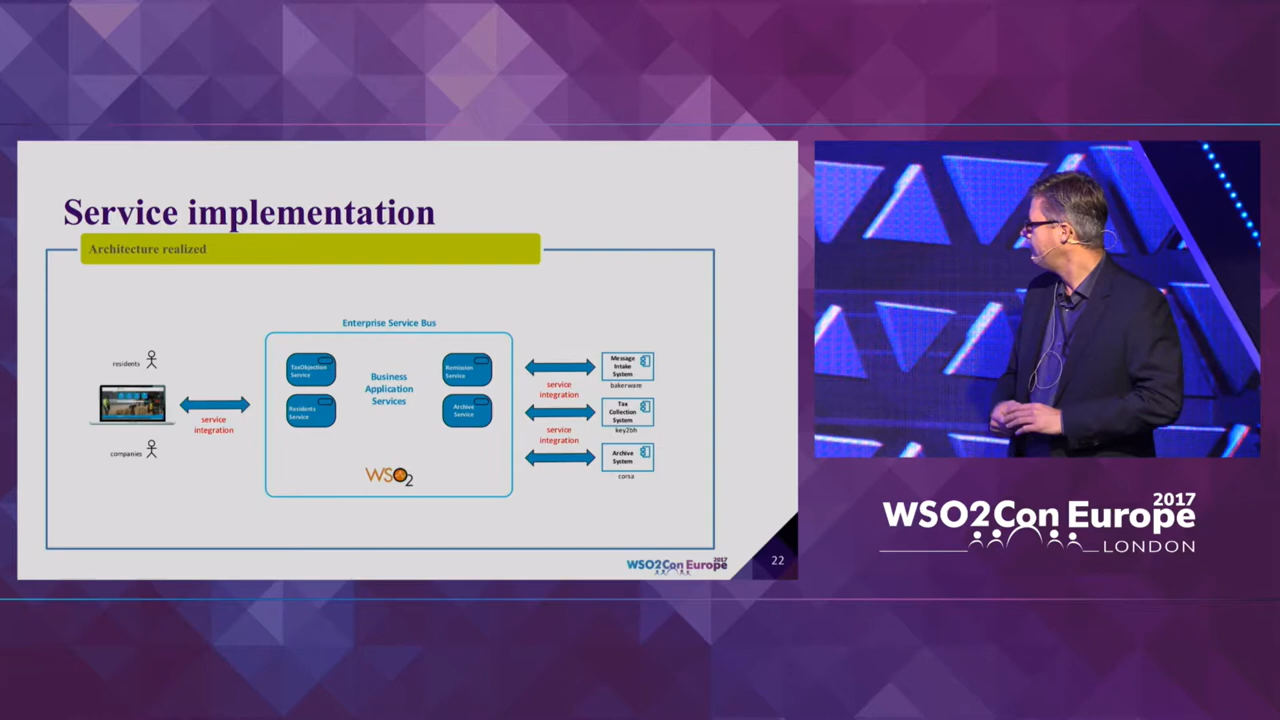 Service implementation
Architecture realized
Enterprise Service Bus
residents
companies
service
integration
TaxObjection
Service
Residents
Service
Business
Application
Services
Remission
Service
Archive
Service
WSO2
service
integration
service
integration
Message
Intake
System
bakerware
Tax
Collection
System
key2bh
Archive
System
corsa
WSO2Con Europe 2017
22
WSO2Con Europe 2017
LONDON